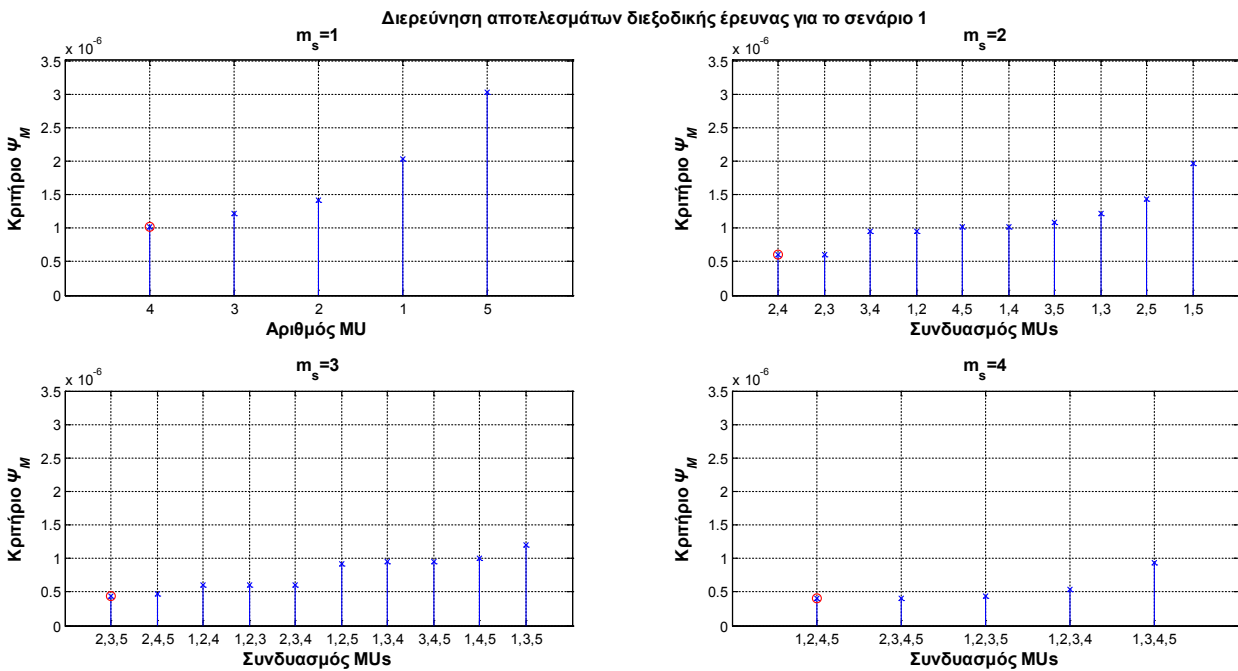 Διερεύνηση αποτελεσμάτων διεξοδικής έρευνας για το σενάριο 1
m_s=1
x 10^-6
3.5
3
2.5
2
1.5
1
0.5
0
Κριτήριο Ψ_M
4 3 2 1 5
Αριθμός MU
m_s=2
x 10^-6
3.5
3
2.5
2
1.5
1
0.5
0
Κριτήριο Ψ_M
2,4 2,3 3,4 1,2 4,5 1,4 3,5 1,3 2,5 1,5
Συνδυασμός MUs
m_s=3
x 10^-6
3.5
3
2.5
2
1.5
1
0.5
0
Κριτήριο Ψ_M
2,3,5 2,4,5 1,2,4 1,2,3 2,3,4 1,2,5 1,3,4 3,4,5 1,4,5 1,3,5
Συνδυασμός MUs
m_s=4
x 10^-6
3.5
3
2.5
2
1.5
1
0.5
0
Κριτήριο Ψ_M
1,2,4,5 2,3,4,5 1,2,3,5 1,2,3,4 1,3,4,5
Συνδυασμός MUs